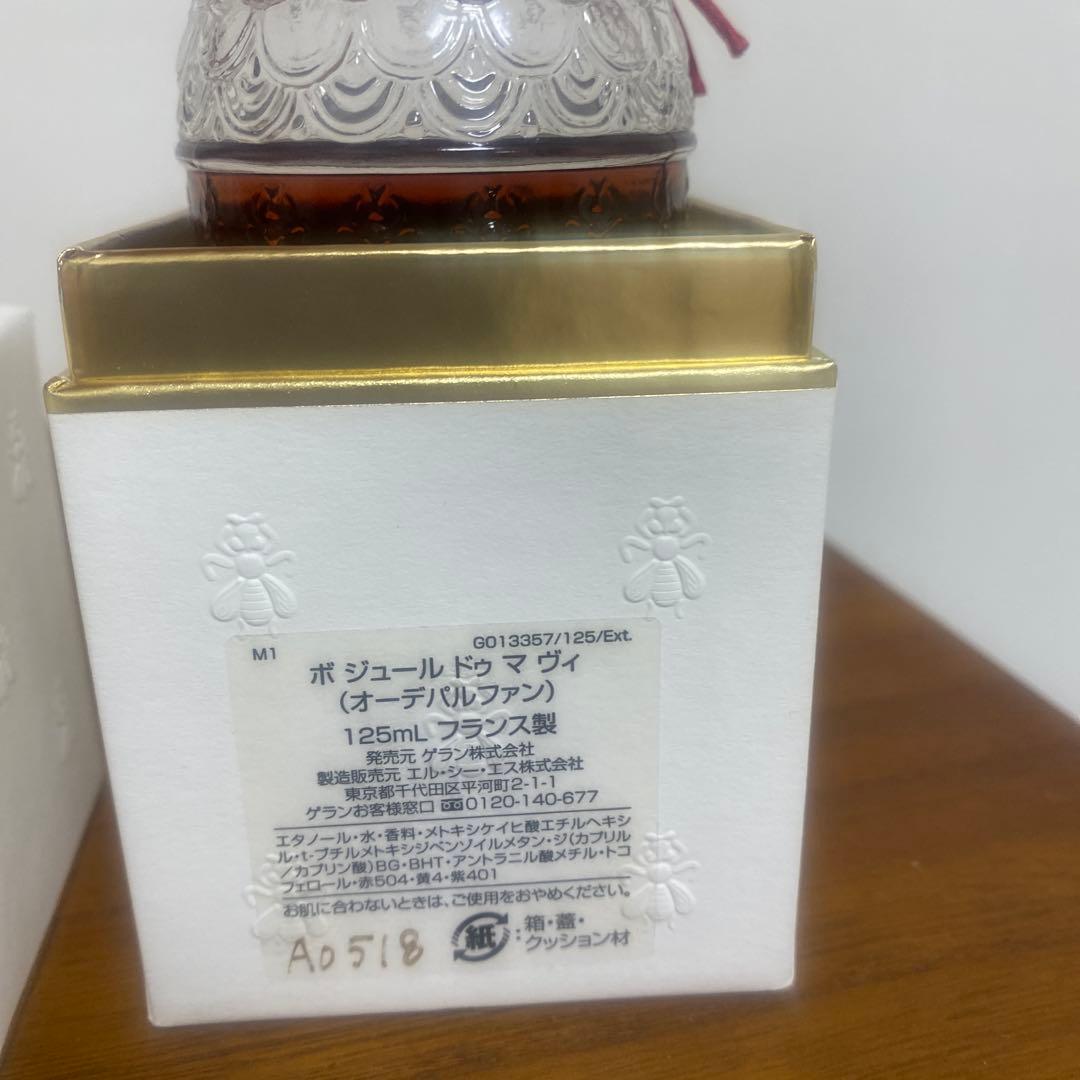 M1
G013357/125/Ext.
ボ ジュール ドゥ マ ヴィ
(オーデパルファン)
125mL フランス製
発売元 ゲラン株式会社
製造販売元 エル・シー・エス株式会社
東京都千代田区平河町2-1-1
ゲランお客様窓口 0120-140-677
エタノール・水・香料・メトキシケイヒ酸エチルヘキシ
ル・t-ブチルメトキシジベンゾイルメタン・ジ(カプリル
/カプリン酸)BG・BHT・アントラニル酸メチル・トコ
フェロール・赤504・黄4・紫401
お肌に合わないときは、ご使用をおやめください。
A0518
紙:箱・蓋・
クッション材